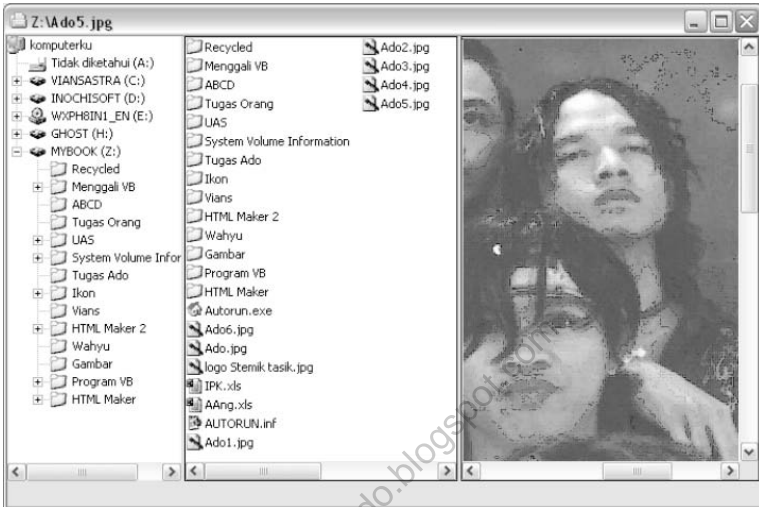 Z:\Ado5.jpg
komputerku
Tidak diketahui (A:)
VIANSASTRA (C:)
INOCHISOFT (D:)
WXPH8IN1_EN (E:)
GHOST (H:)
MYBOOK (Z:)
Recycled
Menggali VB
ABCD
Tugas Orang
UAS
System Volume Infor
Tugas Ado
Ikon
Vians
HTML Maker 2
Wahyu
Gambar
Program VB
HTML Maker
Recycled
Menggali VB
ABCD
Tugas Orang
UAS
System Volume Information
Tugas Ado
Ikon
Vians
HTML Maker 2
Wahyu
Gambar
Program VB
HTML Maker
Autorun.exe
Ado6.jpg
Ado.jpg
logo Stemik tasik.jpg
IPK.xls
AAng.xls
AUTORUN.inf
Ado1.jpg
Ado2.jpg
Ado3.jpg
Ado4.jpg
Ado5.jpg
do.blogspot.com